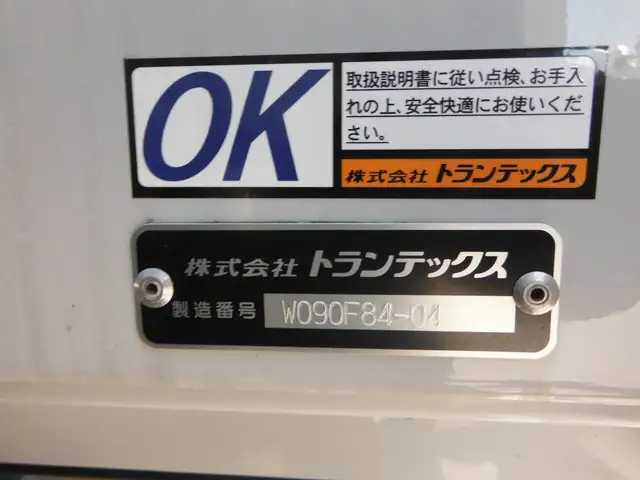 OK
取扱説明書に従い点検、お手入
れの上、安全快適にお使いくだ
さい。
株式会社 トランテックス
株式会社 トランテックス
製造番号 W090F84-04